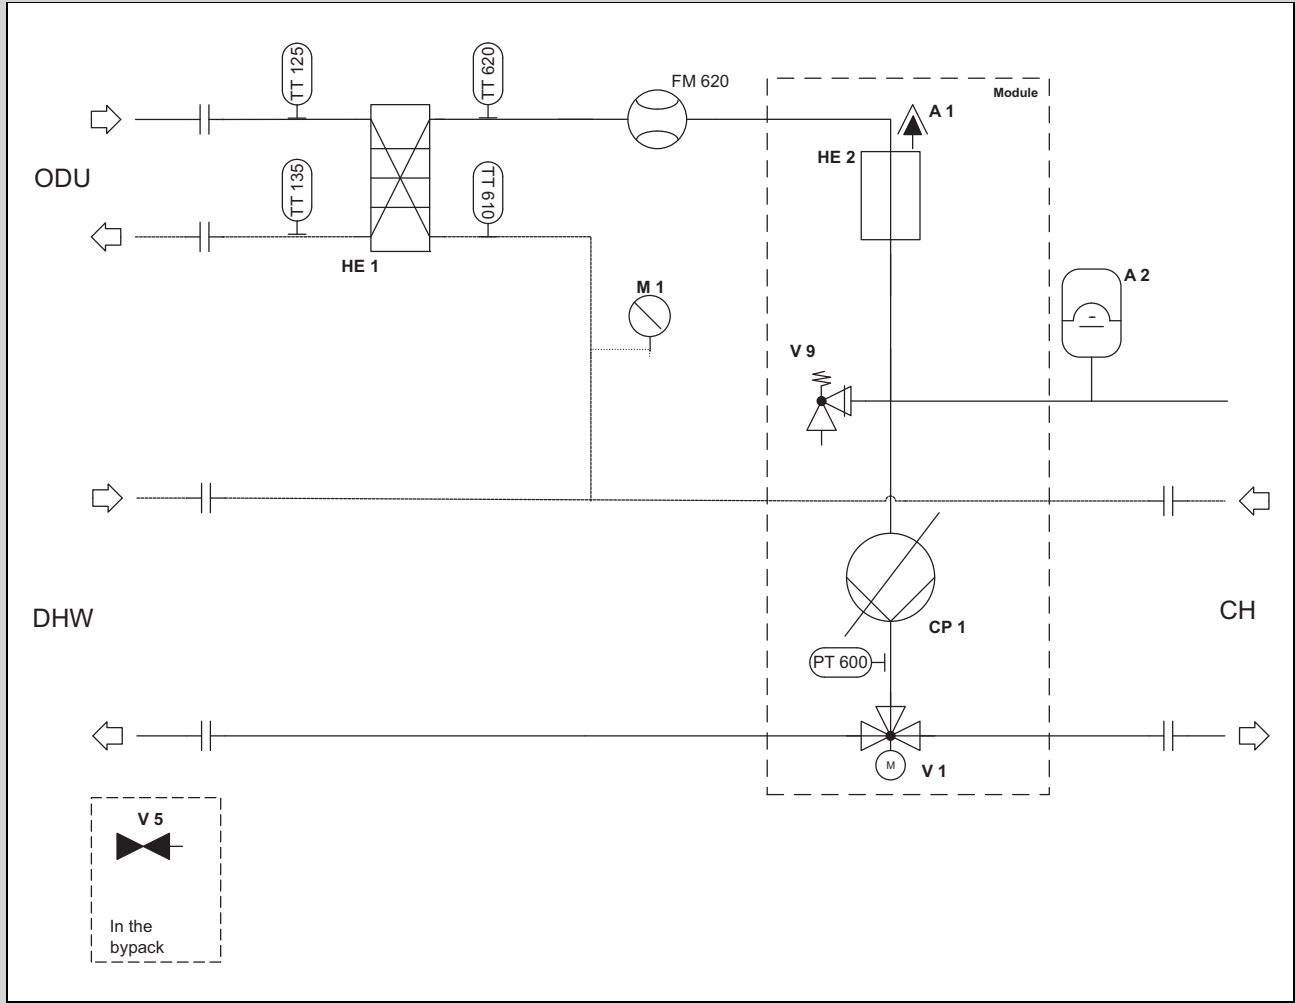 TT 125
TT 620
FM 620
Module
A 1
HE 2
ODU
TT 135
TT 610
HE 1
M 1
A 2
V 9
DHW
CH
CP 1
PT 600
M
V 1
V 5
In the
bypack